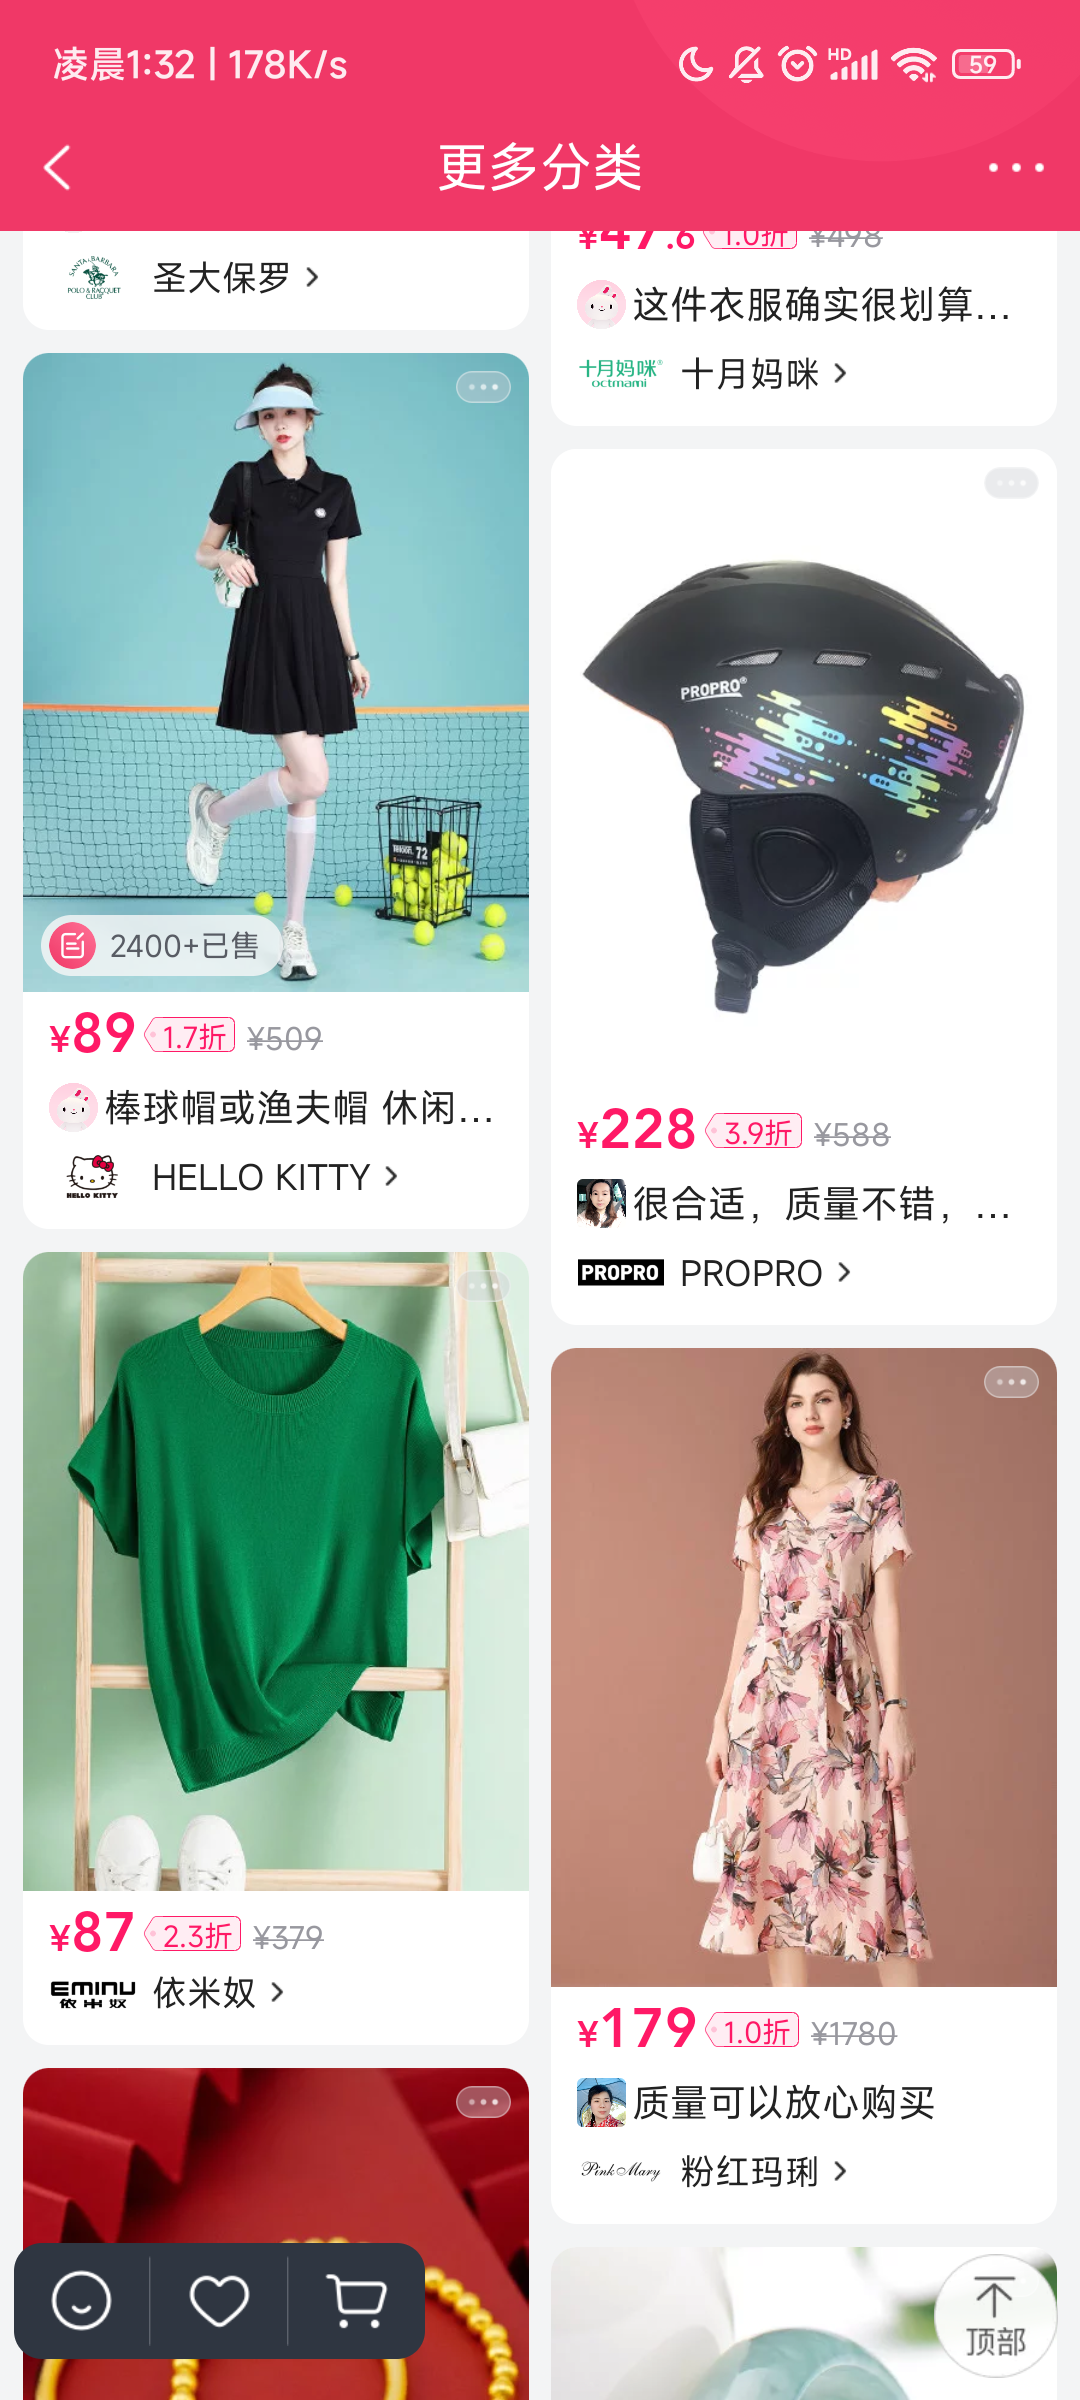 凌晨1:32 | 178K/s
HD
59
更多分类
SANTA BARBARA
POLO & RACQUET
CLUB
圣大保罗
2400+已售
72
¥89 1.7折 ¥509
棒球帽或渔夫帽 休闲...
HELLO KITTY
HELLO KITTY
¥87 2.3折 ¥379
EMINU
依米奴
依米奴
¥47.6 1.0折 ¥498
这件衣服确实很划算...
十月妈咪®
octmami
十月妈咪
PROPRO®
¥228 3.9折 ¥588
很合适，质量不错，...
PROPRO
PROPRO
¥179 1.0折 ¥1780
质量可以放心购买
Pink Mary
粉红玛琍
顶部